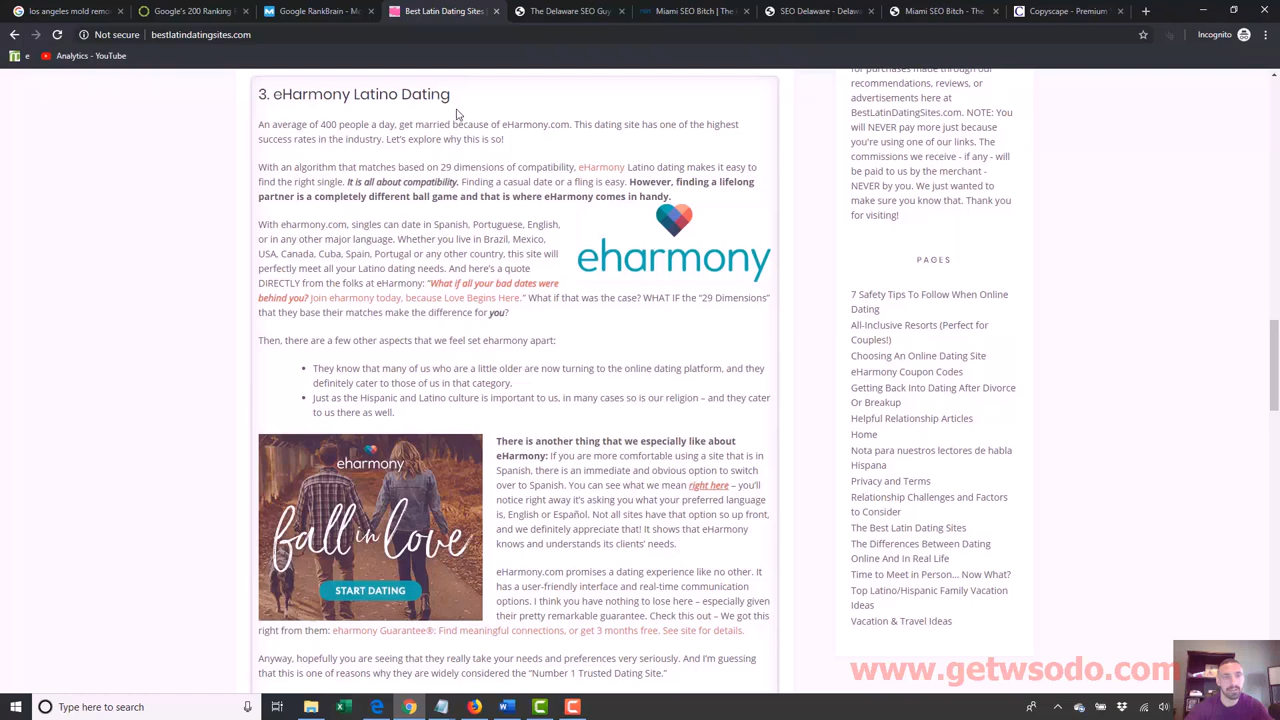 los angeles mold remo
Google's 200 Ranking
MeetMindful - Latino
Best Latin Dating Sites
The Delaware SEO Guy
Miami SEO Bitch | The
SEO Delaware - Delaw
Miami SEO Bitch - The
Copyscape - Premium
Not secure
bestlatindatingsites.com
Incognito
e
Analytics - YouTube
3. eHarmony Latino Dating
An average of 400 people a day, get married because of eHarmony.com. This dating site has one of the highest
success rates in the industry. Let's explore why this is so!
With an algorithm that matches based on 29 dimensions of compatibility, eHarmony Latino dating makes it easy to
find the right single. It is all about compatibility. Finding a casual date or a fling is easy. However, finding a lifelong
partner is a completely different ball game and that is where eHarmony comes in handy.
With eharmony.com, singles can date in Spanish, Portuguese, English,
or in any other major language. Whether you live in Brazil, Mexico,
USA, Canada, Cuba, Spain, Portugal or any other country, this site will
perfectly meet all your Latino dating needs. And here's a quote
DIRECTLY from the folks at eHarmony: "What if all your bad dates were
behind you? Join eharmony today, because Love Begins Here." What if that was the case? WHAT IF the "29 Dimensions"
that they base their matches make the difference for you?
eharmony
Then, there are a few other aspects that we feel set eharmony apart:
• They know that many of us who are a little older are now turning to the online dating platform, and they
definitely cater to those of us in that category.
• Just as the Hispanic and Latino culture is important to us, in many cases so is our religion – and they cater
to us there as well.
eharmony
fall in love
START DATING
There is another thing that we especially like about
eHarmony: If you are more comfortable using a site that is in
Spanish, there is an immediate and obvious option to switch
over to Spanish. You can see what we mean right here – you'll
notice right away it's asking you what your preferred language
is, English or Español. Not all sites have that option so up front,
and we definitely appreciate that! It shows that eHarmony
knows and understands its clients' needs.
eHarmony.com promises a dating experience like no other. It
has a user-friendly interface and real-time communication
options. I think you have nothing to lose here – especially given
their pretty remarkable guarantee. Check this out – We got this
right from them: eharmony Guarantee®: Find meaningful connections, or get 3 months free. See site for details.
Anyway, hopefully you are seeing that they really take your needs and preferences very seriously. And I'm guessing
that this is one of reasons why they are widely considered the "Number 1 Trusted Dating Site."
for purchases made through our
recommendations, reviews, or
advertisements here at
BestLatinDatingSites.com. NOTE: You
will NEVER pay more just because
you're using one of our links. The
commissions we receive - if any - will
be paid to us by the merchant -
NEVER by you. We just wanted to
make sure you know that. Thank you
for visiting!
PAGES
7 Safety Tips To Follow When Online
Dating
All-Inclusive Resorts (Perfect for
Couples!)
Choosing An Online Dating Site
eHarmony Coupon Codes
Getting Back Into Dating After Divorce
Or Breakup
Helpful Relationship Articles
Home
Nota para nuestros lectores de habla
Hispana
Privacy and Terms
Relationship Challenges and Factors
to Consider
The Best Latin Dating Sites
The Differences Between Dating
Online And In Real Life
Time to Meet in Person... Now What?
Top Latino/Hispanic Family Vacation
Ideas
Vacation & Travel Ideas
www.getwsodo.com
Type here to search